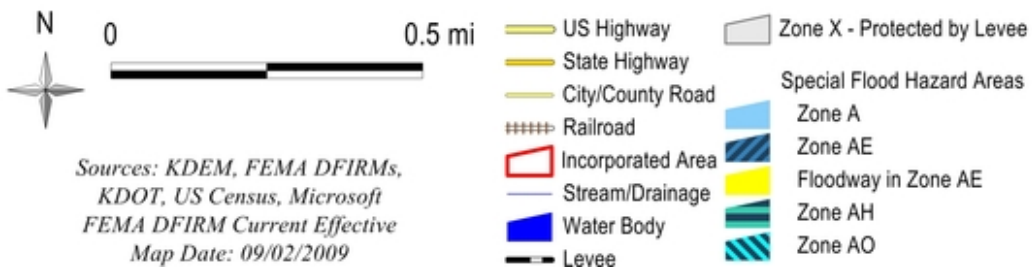 N
0 0.5 mi
Sources: KDEM, FEMA DFIRMs,
KDOT, US Census, Microsoft
FEMA DFIRM Current Effective
Map Date: 09/02/2009
US Highway
State Highway
City/County Road
Railroad
Incorporated Area
Stream/Drainage
Water Body
Levee
Zone X - Protected by Levee
Special Flood Hazard Areas
Zone A
Zone AE
Floodway in Zone AE
Zone AH
Zone AO